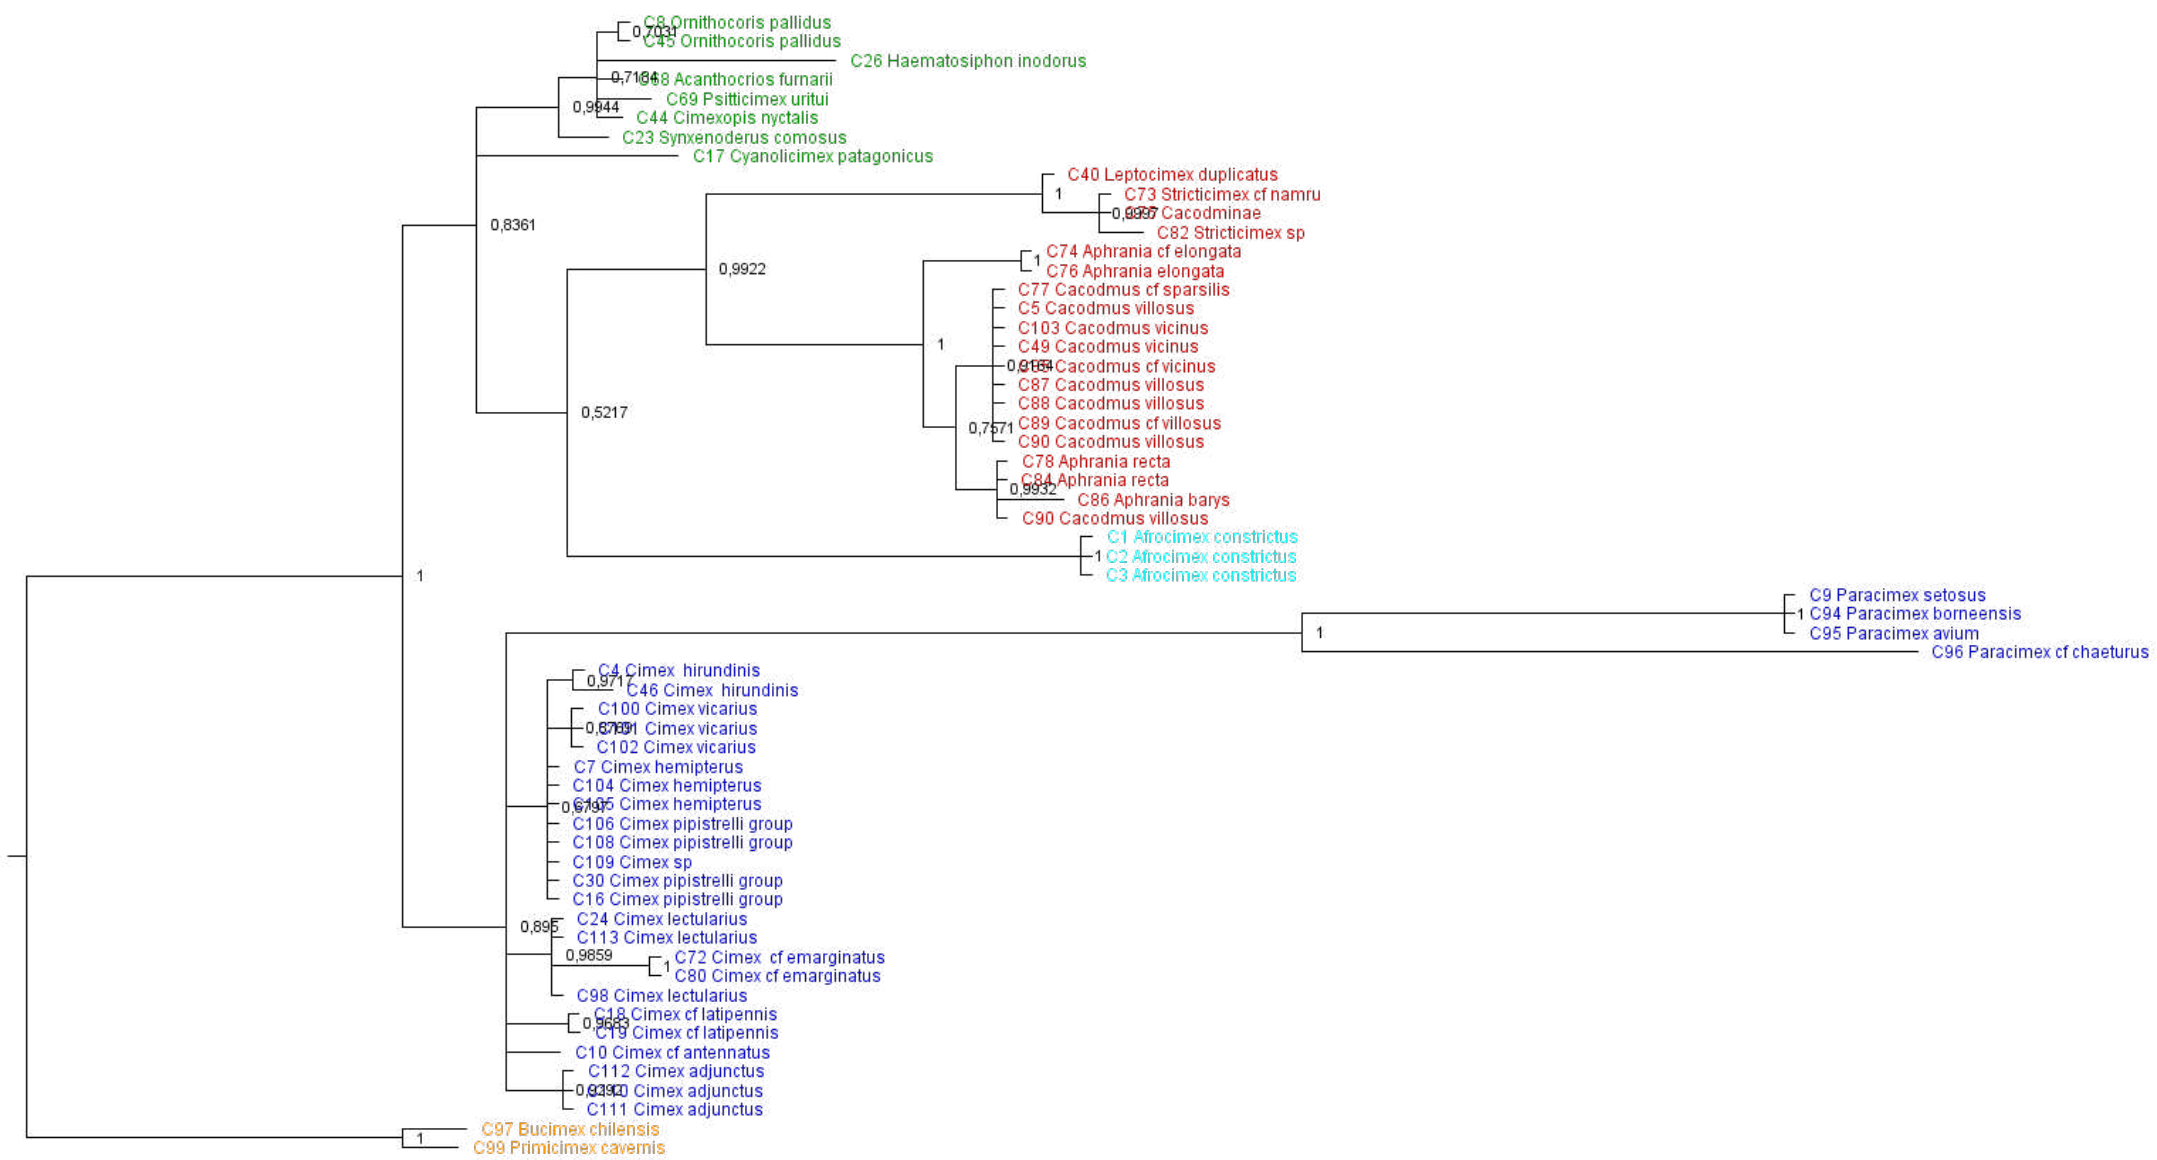 C8 Ornithocoris pallidus
0,7031
C45 Ornithocoris pallidus
C26 Haematosiphon inodorus
0,7184
C68 Acanthocrios furnarii
C69 Psitticimex uritui
0,9944
C44 Cimexopis nyctalis
C23 Synxenoderus comosus
C17 Cyanolicimex patagonicus
C40 Leptocimex duplicatus
1
C73 Stricticimex cf namru
0,9997
Cacodminae
0,8361
C82 Stricticimex sp
C74 Aphrania cf elongata
1
0,9922
C76 Aphrania elongata
C77 Cacodmus cf sparsilis
C5 Cacodmus villosus
C103 Cacodmus vicinus
1
C49 Cacodmus vicinus
Cacodmus cf vicinus
C87 Cacodmus villosus
C88 Cacodmus villosus
0,5217
C89 Cacodmus cf villosus
0,7571
C90 Cacodmus villosus
C78 Aphrania recta
C84 Aphrania recta
0,9932
C86 Aphrania barys
C90 Cacodmus villosus
C1 Afrocimex constrictus
1
C2 Afrocimex constrictus
C3 Afrocimex constrictus
1
C9 Paracimex setosus
1
C94 Paracimex borneensis
1
C95 Paracimex avium
C96 Paracimex cf chaeturus
C4 Cimex hirundinis
0,9717
C46 Cimex hirundinis
C100 Cimex vicarius
C101 Cimex vicarius
C102 Cimex vicarius
C7 Cimex hemipterus
C104 Cimex hemipterus
0,6797
C105 Cimex hemipterus
C106 Cimex pipistrelli group
C108 Cimex pipistrelli group
C109 Cimex sp
C30 Cimex pipistrelli group
C16 Cimex pipistrelli group
C24 Cimex lectularius
0,895
C113 Cimex lectularius
0,9859
C72 Cimex cf emarginatus
1
C80 Cimex cf emarginatus
C98 Cimex lectularius
C18 Cimex cf latipennis
0,9683
C19 Cimex cf latipennis
C10 Cimex cf antennatus
C112 Cimex adjunctus
C110 Cimex adjunctus
C111 Cimex adjunctus
C97 Bucimex chilensis
1
C99 Primicimex cavernis